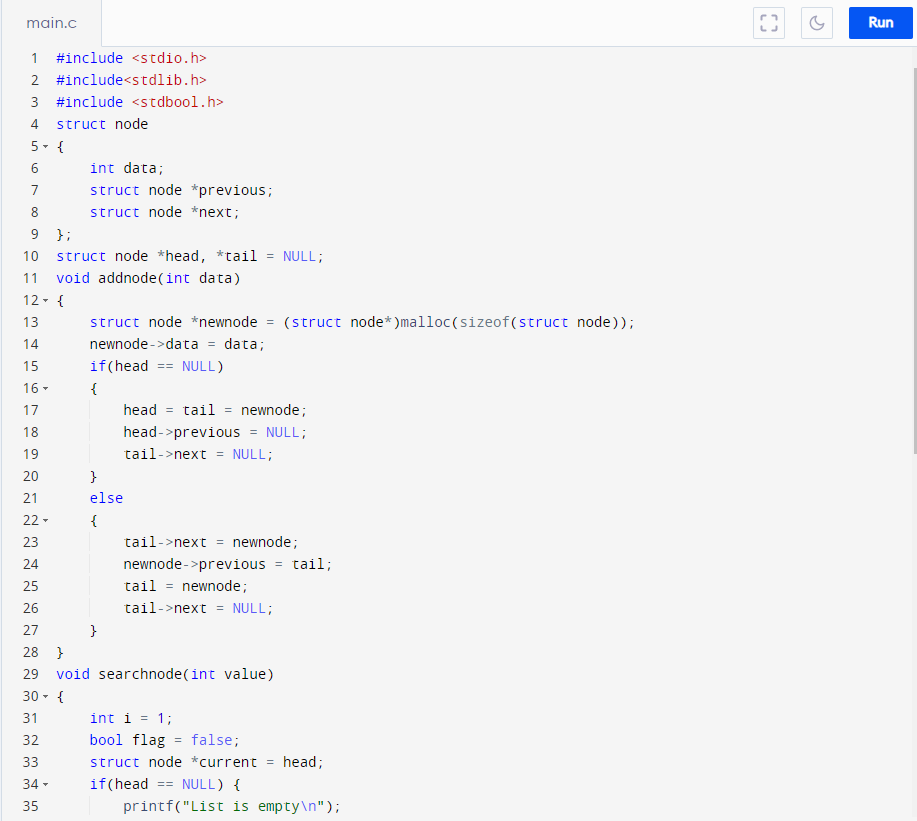 main.c
Run
1 #include <stdio.h>
2 #include<stdlib.h>
3 #include <stdbool.h>
4 struct node
5 {
6     int data;
7     struct node *previous;
8     struct node *next;
9 };
10 struct node *head, *tail = NULL;
11 void addnode(int data)
12 {
13     struct node *newnode = (struct node*)malloc(sizeof(struct node));
14     newnode->data = data;
15     if(head == NULL)
16     {
17         head = tail = newnode;
18         head->previous = NULL;
19         tail->next = NULL;
20     }
21     else
22     {
23         tail->next = newnode;
24         newnode->previous = tail;
25         tail = newnode;
26         tail->next = NULL;
27     }
28 }
29 void searchnode(int value)
30 {
31     int i = 1;
32     bool flag = false;
33     struct node *current = head;
34     if(head == NULL) {
35         printf("List is empty\n");